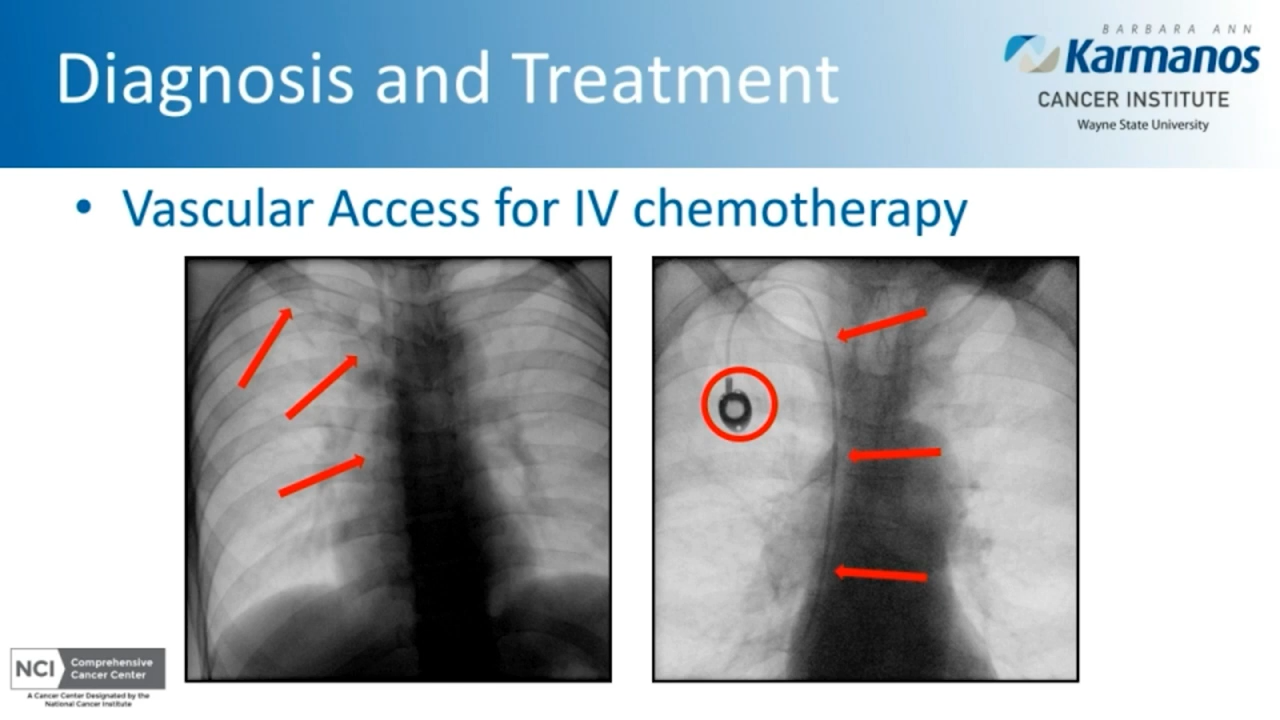 Diagnosis and Treatment
BARBARA ANN
Karmanos
CANCER INSTITUTE
Wayne State University
• Vascular Access for IV chemotherapy
NCI
Comprehensive
Cancer Center
A Cancer Center Designated by the
National Cancer Institute